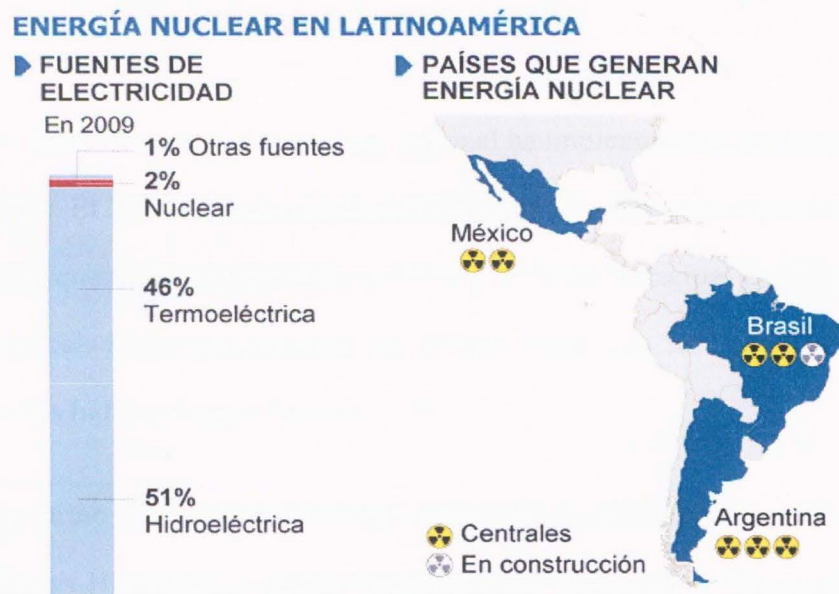 ENERGÍA NUCLEAR EN LATINOAMÉRICA
FUENTES DE
ELECTRICIDAD
En 2009
1% Otras fuentes
2%
Nuclear
46%
Termoeléctrica
51%
Hidroeléctrica
PAÍSES QUE GENERAN
ENERGÍA NUCLEAR
México
Brasil
Argentina
Centrales
En construcción